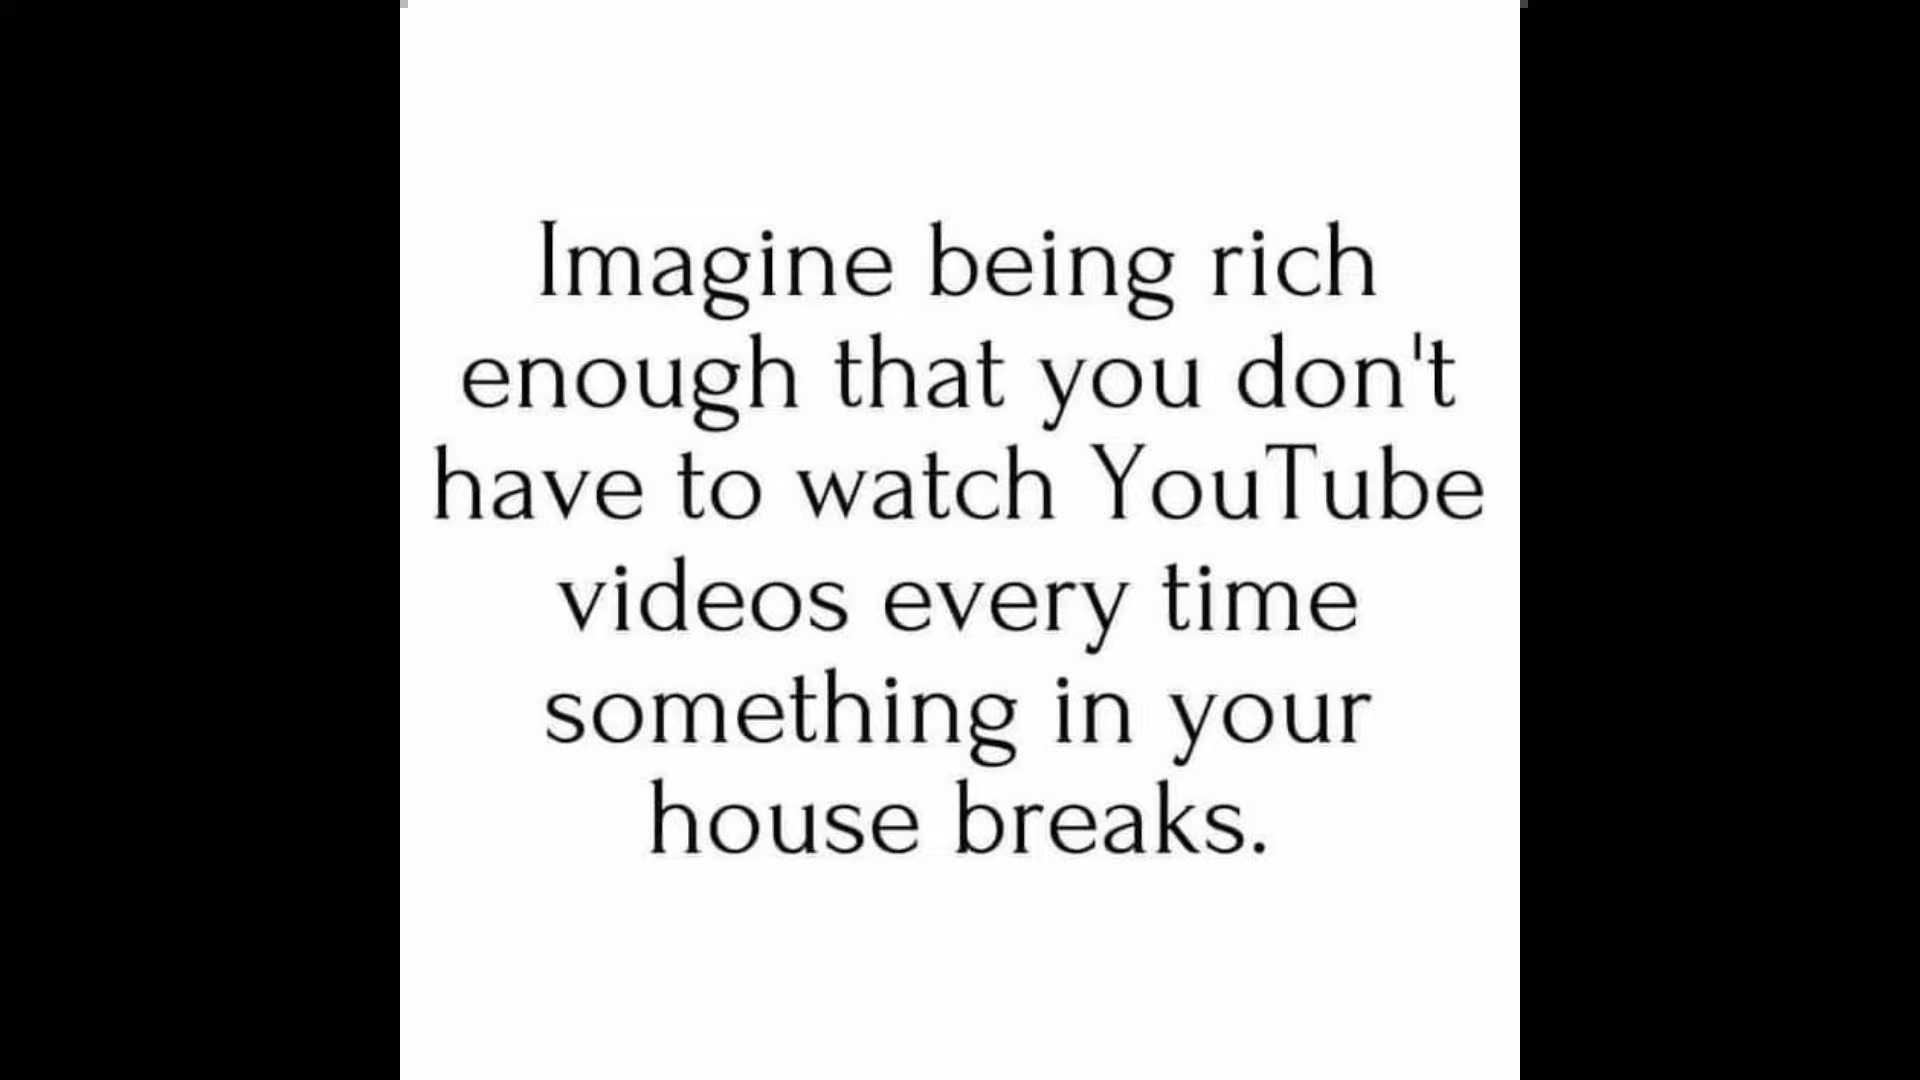 Imagine being rich
enough that you don't
have to watch YouTube
videos every time
something in your
house breaks.